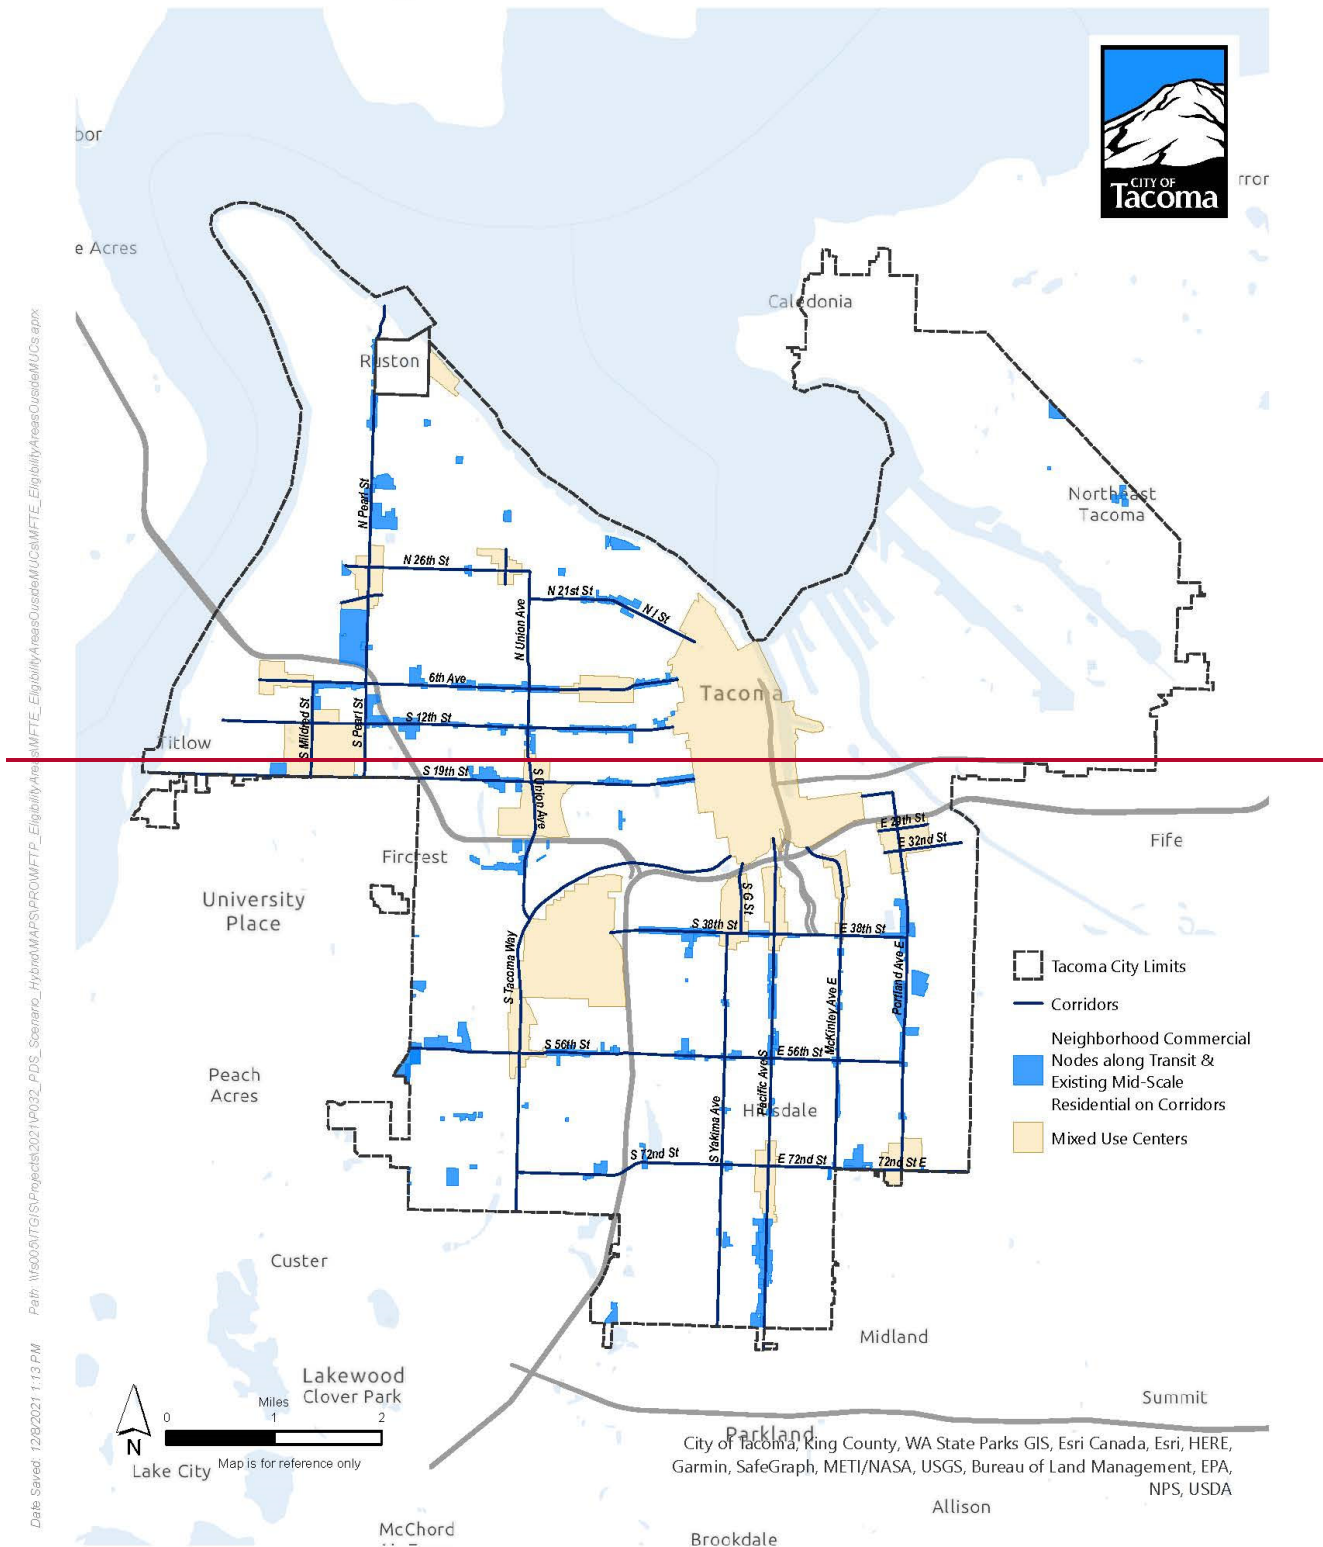 bor
CITY OF
Tacoma
rror
e Acres
Caledonia
Ruston
Northeast
Tacoma
N Pearl St
N 26th St
N 21st St
N I St
N Union Ave
6th Ave
Tacoma
S Mildred St
S Pearl St
S 12th St
Titlow
S 19th St
S Union Ave
E 29th St
E 32nd St
Fife
Fircrest
University
Place
S G St
S 38th St
E 38th St
S Tacoma Way
McKinley Ave E
Portland Ave E
Tacoma City Limits
Corridors
Neighborhood Commercial
Nodes along Transit &
Existing Mid-Scale
Residential on Corridors
Mixed Use Centers
S 56th St
E 56th St
Pacific Ave S
Peach
Acres
Hillsdale
S Yakima Ave
S 72nd St
E 72nd St
72nd St E
Custer
Midland
Lakewood
Clover Park
Summit
Miles
0 1 2
N
Map is for reference only
Lake City
Parkland
City of Tacoma, King County, WA State Parks GIS, Esri Canada, Esri, HERE,
Garmin, SafeGraph, METI/NASA, USGS, Bureau of Land Management, EPA,
NPS, USDA
Allison
McChord
Brookdale
Date Saved: 12/8/2021 1:13 PM